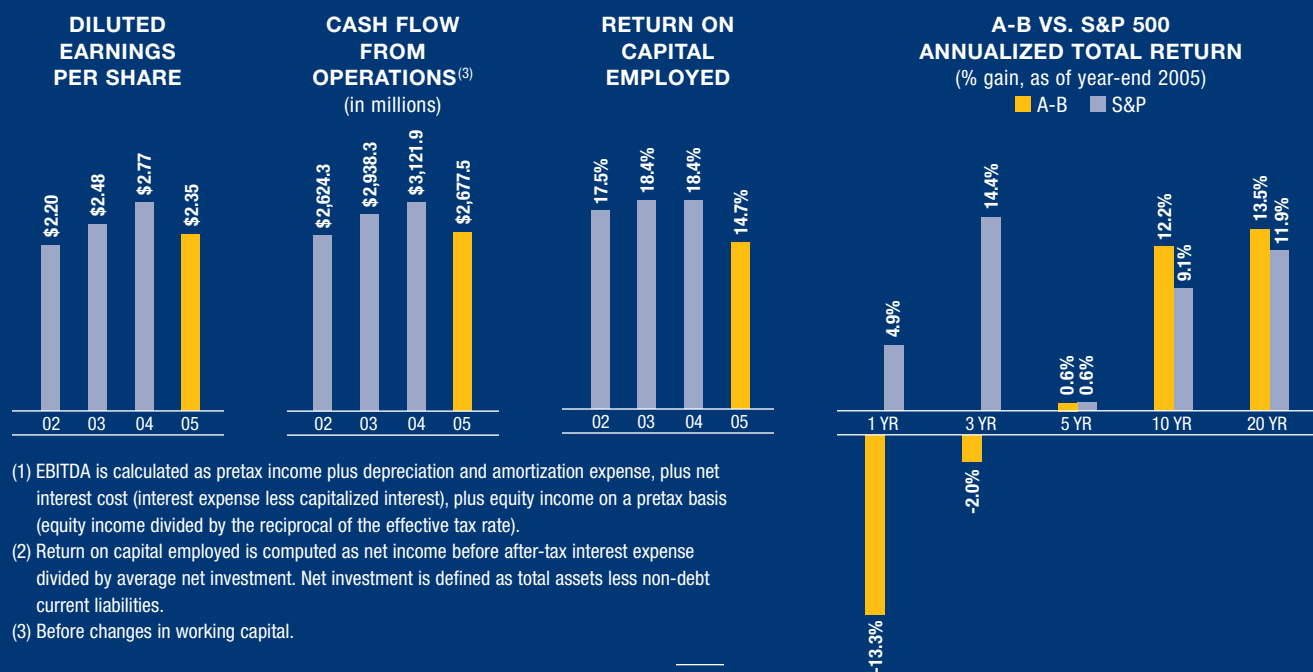 DILUTED
EARNINGS
PER SHARE
$2.20
$2.48
$2.77
$2.35
02 03 04 05
CASH FLOW
FROM
OPERATIONS(3)
(in millions)
$2,624.3
$2,938.3
$3,121.9
$2,677.5
02 03 04 05
RETURN ON
CAPITAL
EMPLOYED
17.5%
18.4%
18.4%
14.7%
02 03 04 05
A-B VS. S&P 500
ANNUALIZED TOTAL RETURN
(% gain, as of year-end 2005)
A-B S&P
4.9%
14.4%
0.6%
0.6%
12.2%
9.1%
13.5%
11.9%
1 YR 3 YR 5 YR 10 YR 20 YR
-13.3%
-2.0%
(1) EBITDA is calculated as pretax income plus depreciation and amortization expense, plus net
interest cost (interest expense less capitalized interest), plus equity income on a pretax basis
(equity income divided by the reciprocal of the effective tax rate).
(2) Return on capital employed is computed as net income before after-tax interest expense
divided by average net investment. Net investment is defined as total assets less non-debt
current liabilities.
(3) Before changes in working capital.